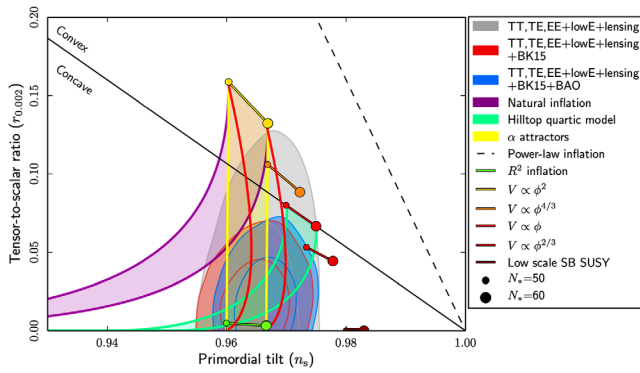 0.20
0.15
0.10
0.05
0.00
Tensor-to-scalar ratio (r0.002)
Convex
Concave
0.94
0.96
0.98
1.00
Primordial tilt (ns)
TT,TE,EE+lowE+lensing
TT,TE,EE+lowE+lensing
+BK15
TT,TE,EE+lowE+lensing
+BK15+BAO
Natural inflation
Hilltop quartic model
α attractors
Power-law inflation
R² inflation
V ∝ ϕ²
V ∝ ϕ⁴/³
V ∝ ϕ
V ∝ ϕ²/³
Low scale SB SUSY
N*=50
N*=60